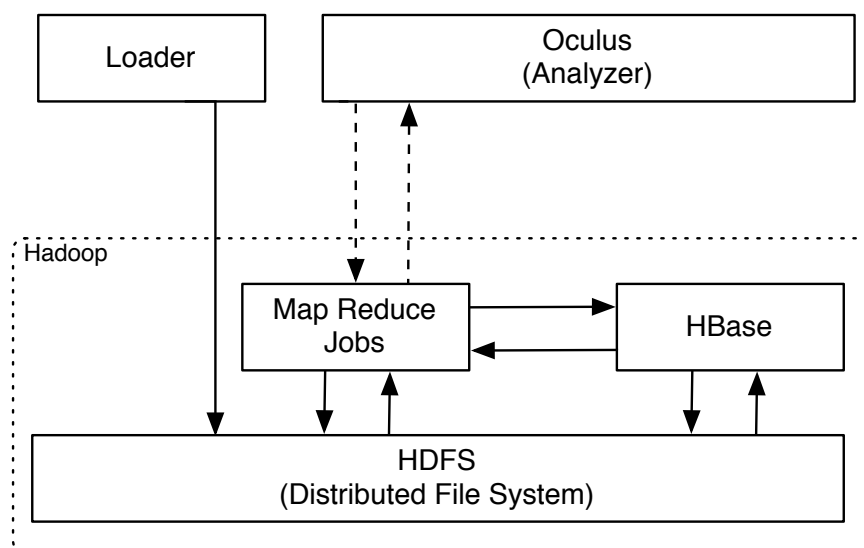 Loader
Oculus
(Analyzer)
Hadoop
Map Reduce
Jobs
HBase
HDFS
(Distributed File System)